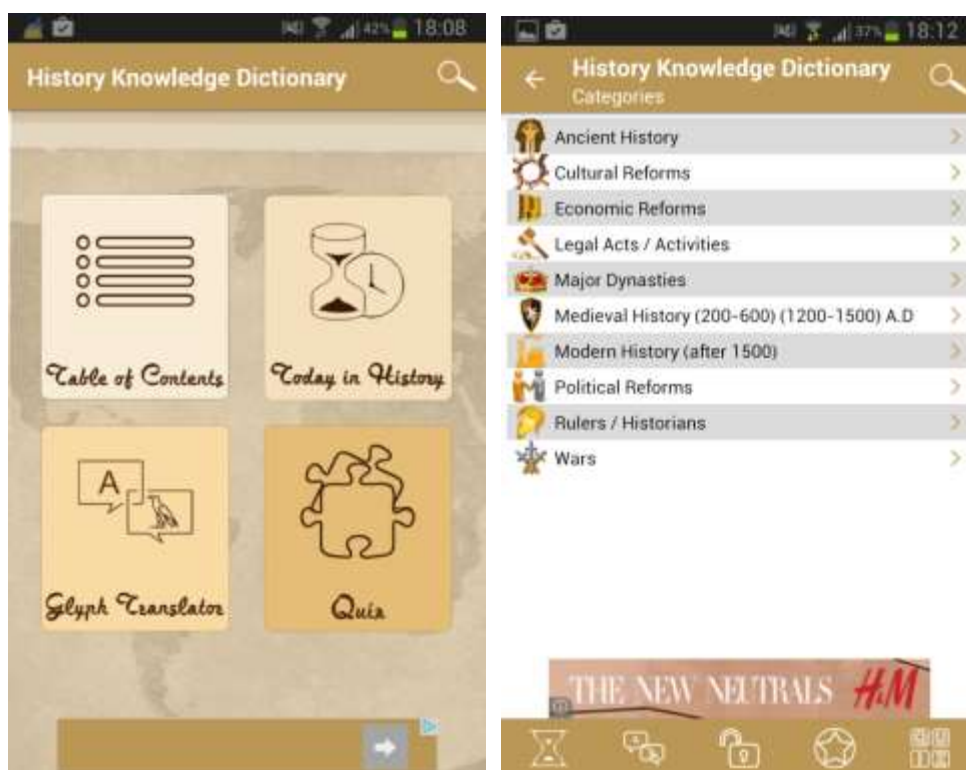 42% 18:08
History Knowledge Dictionary
Table of Contents
Today in History
A
Glyph Translator
Quiz
37% 18:12
History Knowledge Dictionary
Categories
Ancient History
Cultural Reforms
Economic Reforms
Legal Acts / Activities
Major Dynasties
Medieval History (200-600) (1200-1500) A.D
Modern History (after 1500)
Political Reforms
Rulers / Historians
Wars
THE NEW NEUTRALS H&M